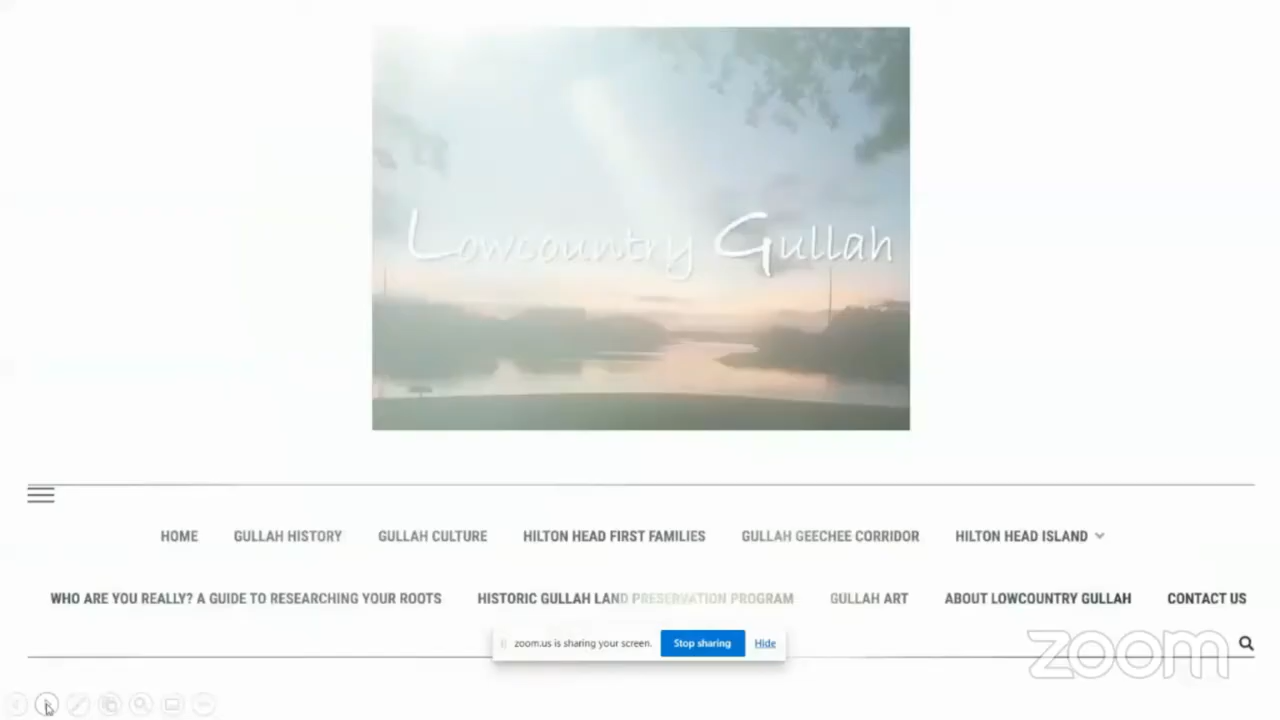 Lowcountry Gullah
HOME GULLAH HISTORY GULLAH CULTURE HILTON HEAD FIRST FAMILIES GULLAH GEECHEE CORRIDOR HILTON HEAD ISLAND
WHO ARE YOU REALLY? A GUIDE TO RESEARCHING YOUR ROOTS HISTORIC GULLAH LAND PRESERVATION PROGRAM GULLAH ART ABOUT LOWCOUNTRY GULLAH CONTACT US
zoom.us is sharing your screen. Stop sharing Hide
zoom